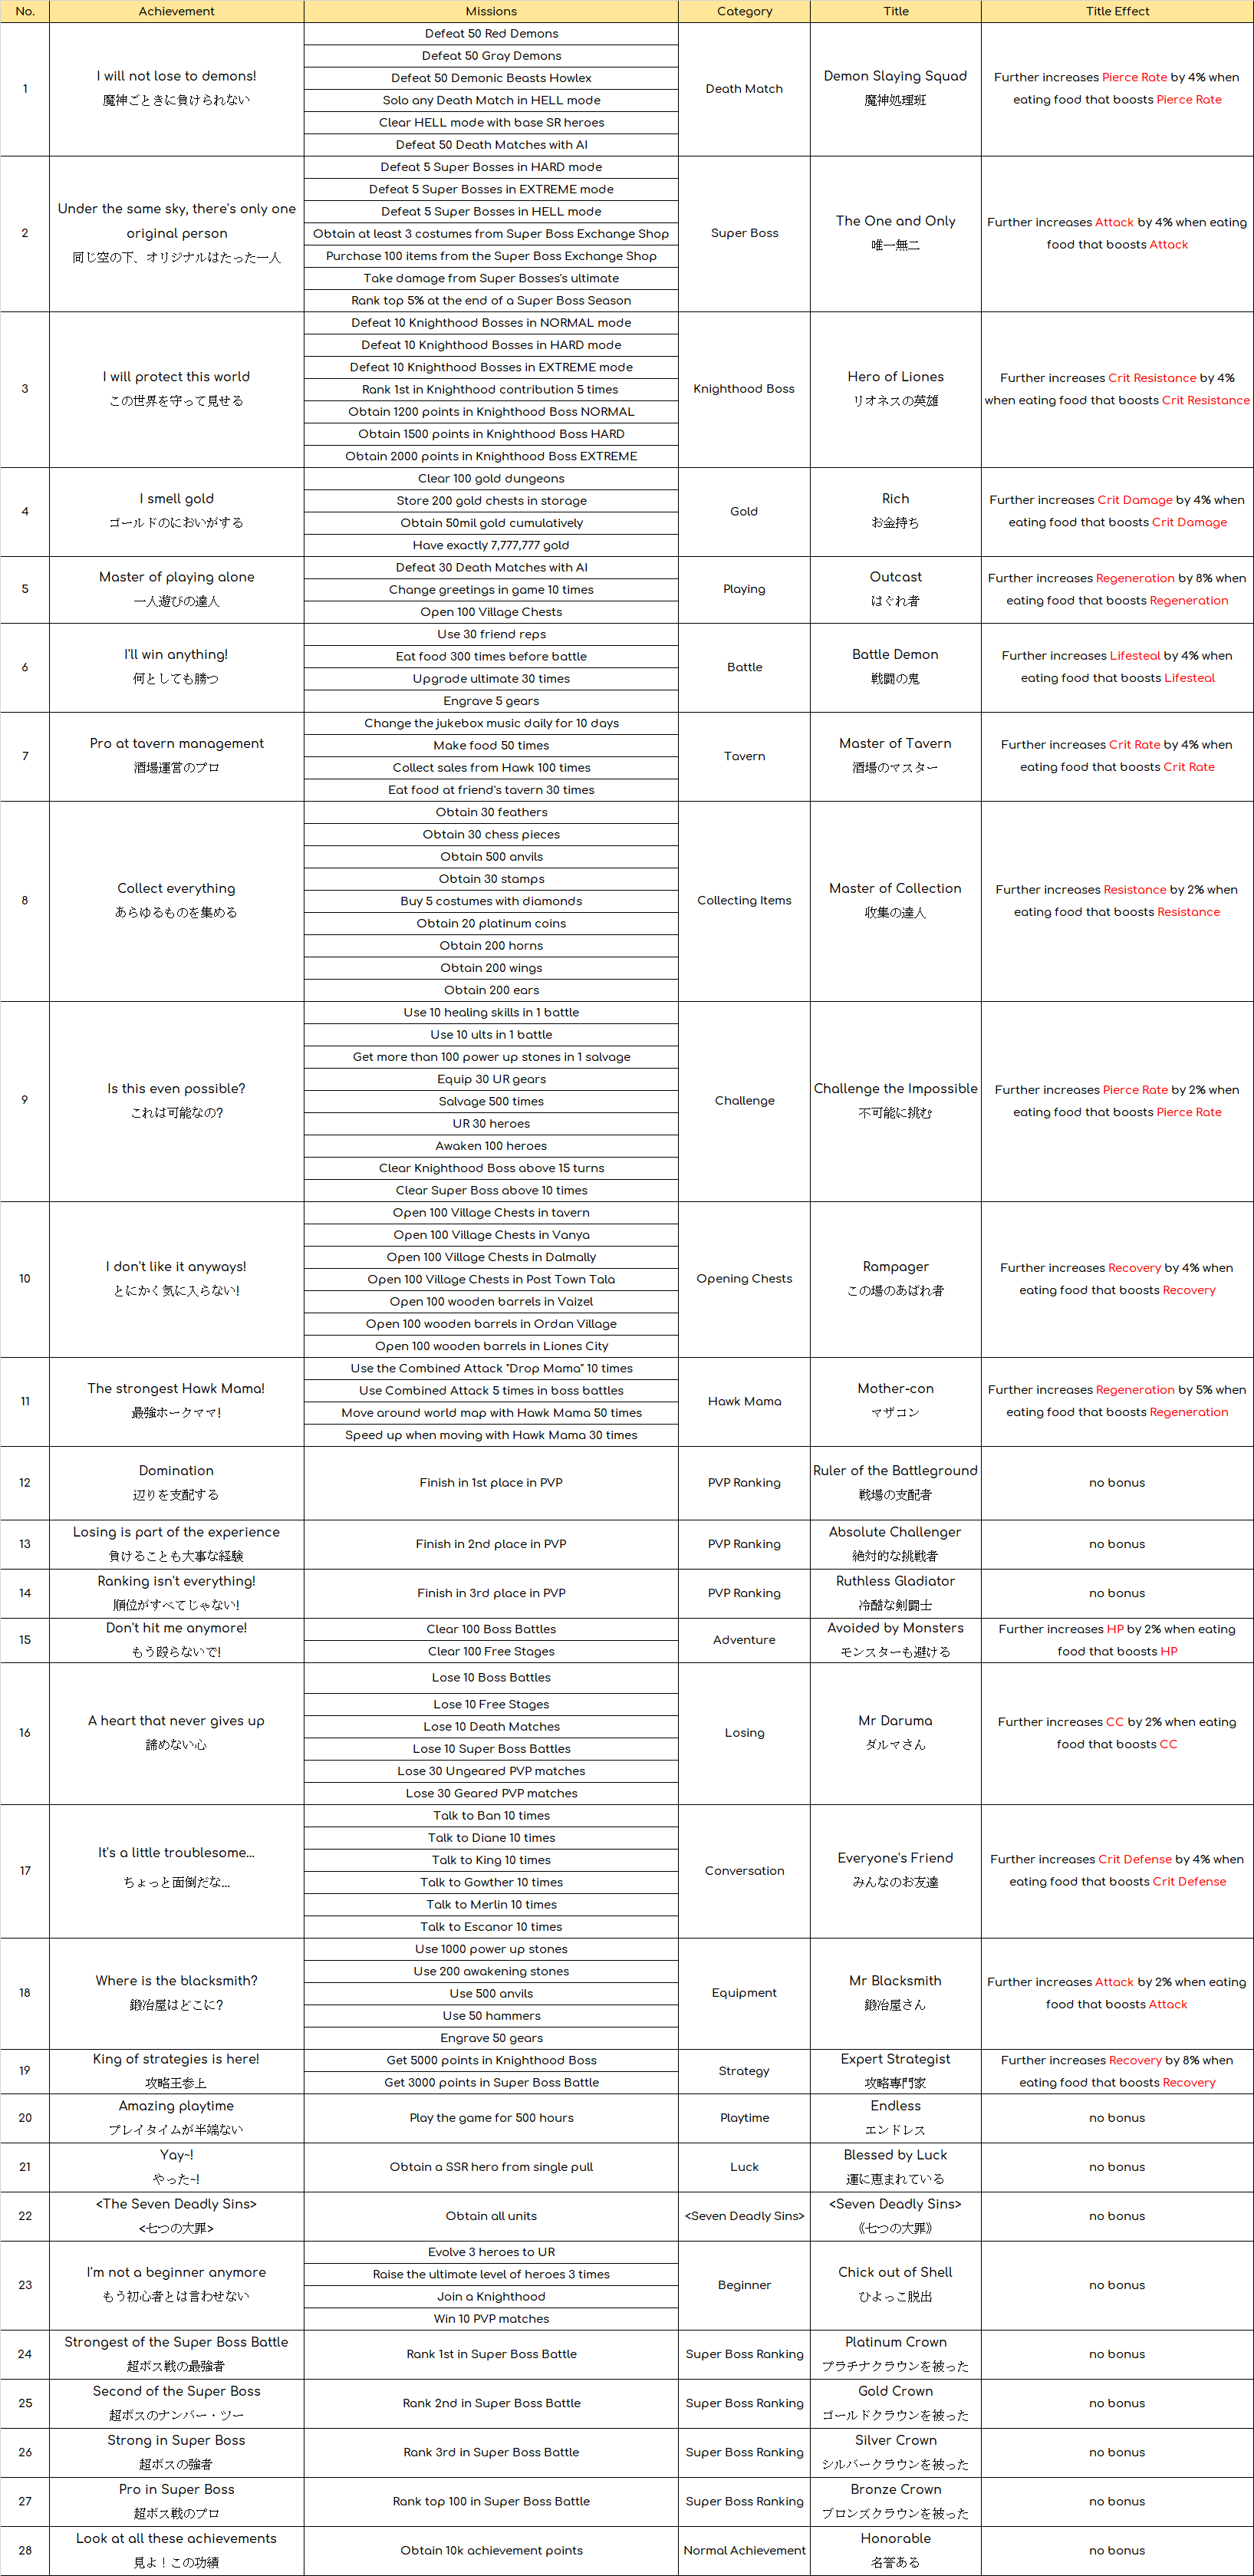 No. Achievement Missions Category Title Title Effect
1
I will not lose to demons!
魔神ごときに負けられない
Defeat 50 Red Demons
Defeat 50 Gray Demons
Defeat 50 Demonic Beasts Howlex
Solo any Death Match in HELL mode
Clear HELL mode with base SR heroes
Defeat 50 Death Matches with AI
Death Match
Demon Slaying Squad
魔神処理班
Further increases Pierce Rate by 4% when
eating food that boosts Pierce Rate
2
Under the same sky, there's only one
original person
同じ空の下、オリジナルはたった一人
Defeat 5 Super Bosses in HARD mode
Defeat 5 Super Bosses in EXTREME mode
Defeat 5 Super Bosses in HELL mode
Obtain at least 3 costumes from Super Boss Exchange Shop
Purchase 100 items from the Super Boss Exchange Shop
Take damage from Super Bosses's ultimate
Rank top 5% at the end of a Super Boss Season
Super Boss
The One and Only
唯一無二
Further increases Attack by 4% when eating
food that boosts Attack
3
I will protect this world
この世界を守って見せる
Defeat 10 Knighthood Bosses in NORMAL mode
Defeat 10 Knighthood Bosses in HARD mode
Defeat 10 Knighthood Bosses in EXTREME mode
Rank 1st in Knighthood contribution 5 times
Obtain 1200 points in Knighthood Boss NORMAL
Obtain 1500 points in Knighthood Boss HARD
Obtain 2000 points in Knighthood Boss EXTREME
Knighthood Boss
Hero of Liones
リオネスの英雄
Further increases Crit Resistance by 4%
when eating food that boosts Crit Resistance
4
I smell gold
ゴールドのにおいがする
Clear 100 gold dungeons
Store 200 gold chests in storage
Obtain 50mil gold cumulatively
Have exactly 7,777,777 gold
Gold
Rich
お金持ち
Further increases Crit Damage by 4% when
eating food that boosts Crit Damage
5
Master of playing alone
一人遊びの達人
Defeat 30 Death Matches with AI
Change greetings in game 10 times
Open 100 Village Chests
Playing
Outcast
はぐれ者
Further increases Regeneration by 8% when
eating food that boosts Regeneration
6
I'll win anything!
何としても勝つ
Use 30 friend reps
Eat food 300 times before battle
Upgrade ultimate 30 times
Engrave 5 gears
Battle
Battle Demon
戦闘の鬼
Further increases Lifesteal by 4% when
eating food that boosts Lifesteal
7
Pro at tavern management
酒場運営のプロ
Change the jukebox music daily for 10 days
Make food 50 times
Collect sales from Hawk 100 times
Eat food at friend's tavern 30 times
Tavern
Master of Tavern
酒場のマスター
Further increases Crit Rate by 4% when
eating food that boosts Crit Rate
8
Collect everything
あらゆるものを集める
Obtain 30 feathers
Obtain 30 chess pieces
Obtain 500 anvils
Obtain 30 stamps
Buy 5 costumes with diamonds
Obtain 20 platinum coins
Obtain 200 horns
Obtain 200 wings
Obtain 200 ears
Collecting Items
Master of Collection
収集の達人
Further increases Resistance by 2% when
eating food that boosts Resistance
9
Is this even possible?
これは可能なの?
Use 10 healing skills in 1 battle
Use 10 ults in 1 battle
Get more than 100 power up stones in 1 salvage
Equip 30 UR gears
Salvage 500 times
UR 30 heroes
Awaken 100 heroes
Clear Knighthood Boss above 15 turns
Clear Super Boss above 10 times
Challenge
Challenge the Impossible
不可能に挑む
Further increases Pierce Rate by 2% when
eating food that boosts Pierce Rate
10
I don't like it anyways!
とにかく気に入らない!
Open 100 Village Chests in tavern
Open 100 Village Chests in Vanya
Open 100 Village Chests in Dalmally
Open 100 Village Chests in Post Town Tala
Open 100 wooden barrels in Vaizel
Open 100 wooden barrels in Ordan Village
Open 100 wooden barrels in Liones City
Opening Chests
Rampager
この場のあばれ者
Further increases Recovery by 4% when
eating food that boosts Recovery
11
The strongest Hawk Mama!
最強ホークママ!
Use the Combined Attack "Drop Mama" 10 times
Use Combined Attack 5 times in boss battles
Move around world map with Hawk Mama 50 times
Speed up when moving with Hawk Mama 30 times
Hawk Mama
Mother-con
マザコン
Further increases Regeneration by 5% when
eating food that boosts Regeneration
12
Domination
辺りを支配する
Finish in 1st place in PVP
PVP Ranking
Ruler of the Battleground
戦場の支配者
no bonus
13
Losing is part of the experience
負けることも大事な経験
Finish in 2nd place in PVP
PVP Ranking
Absolute Challenger
絶対的な挑戦者
no bonus
14
Ranking isn't everything!
順位がすべてじゃない!
Finish in 3rd place in PVP
PVP Ranking
Ruthless Gladiator
冷酷な剣闘士
no bonus
15
Don't hit me anymore!
もう殴らないで!
Clear 100 Boss Battles
Clear 100 Free Stages
Adventure
Avoided by Monsters
モンスターも避ける
Further increases HP by 2% when eating
food that boosts HP
16
A heart that never gives up
諦めない心
Lose 10 Boss Battles
Lose 10 Free Stages
Lose 10 Death Matches
Lose 10 Super Boss Battles
Lose 30 Ungeared PVP matches
Lose 30 Geared PVP matches
Losing
Mr Daruma
ダルマさん
Further increases CC by 2% when eating
food that boosts CC
17
It's a little troublesome...
ちょっと面倒だな...
Talk to Ban 10 times
Talk to Diane 10 times
Talk to King 10 times
Talk to Gowther 10 times
Talk to Merlin 10 times
Talk to Escanor 10 times
Conversation
Everyone's Friend
みんなのお友達
Further increases Crit Defense by 4% when
eating food that boosts Crit Defense
18
Where is the blacksmith?
鍛冶屋はどこに?
Use 1000 power up stones
Use 200 awakening stones
Use 500 anvils
Use 50 hammers
Engrave 50 gears
Equipment
Mr Blacksmith
鍛冶屋さん
Further increases Attack by 2% when eating
food that boosts Attack
19
King of strategies is here!
攻略王参上
Get 5000 points in Knighthood Boss
Get 3000 points in Super Boss Battle
Strategy
Expert Strategist
攻略専門家
Further increases Recovery by 8% when
eating food that boosts Recovery
20
Amazing playtime
プレイタイムが半端ない
Play the game for 500 hours
Playtime
Endless
エンドレス
no bonus
21
Yay~!
やった~!
Obtain a SSR hero from single pull
Luck
Blessed by Luck
運に恵まれている
no bonus
22
<The Seven Deadly Sins>
<七つの大罪>
Obtain all units
<Seven Deadly Sins>
<Seven Deadly Sins>
《七つの大罪》
no bonus
23
I'm not a beginner anymore
もう初心者とは言わせない
Evolve 3 heroes to UR
Raise the ultimate level of heroes 3 times
Join a Knighthood
Win 10 PVP matches
Beginner
Chick out of Shell
ひよっこ脱出
no bonus
24
Strongest of the Super Boss Battle
超ボス戦の最強者
Rank 1st in Super Boss Battle
Super Boss Ranking
Platinum Crown
プラチナクラウンを被った
no bonus
25
Second of the Super Boss
超ボスのナンバー・ツー
Rank 2nd in Super Boss Battle
Super Boss Ranking
Gold Crown
ゴールドクラウンを被った
no bonus
26
Strong in Super Boss
超ボスの強者
Rank 3rd in Super Boss Battle
Super Boss Ranking
Silver Crown
シルバークラウンを被った
no bonus
27
Pro in Super Boss
超ボス戦のプロ
Rank top 100 in Super Boss Battle
Super Boss Ranking
Bronze Crown
ブロンズクラウンを被った
no bonus
28
Look at all these achievements
見よ！この功績
Obtain 10k achievement points
Normal Achievement
Honorable
名誉ある
no bonus